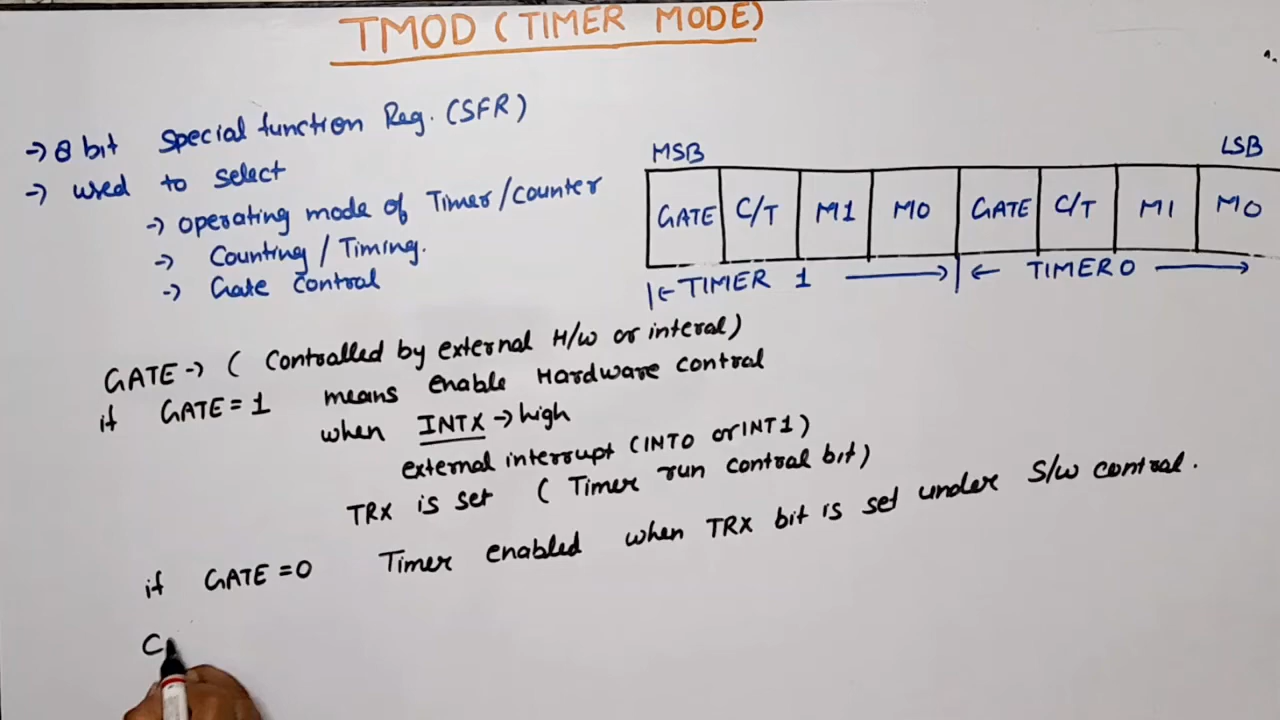 TMOD (TIMER MODE)
→ 8 bit Special function Reg. (SFR)
→ used to select
→ operating mode of Timer/counter
→ Counting / Timing.
→ Gate control
MSB LSB
GATE C/T M1 M0 GATE C/T M1 M0
|← TIMER 1 → ← TIMER 0 →
GATE → ( Controlled by external H/w or interal)
if GATE = 1 means enable Hardware control
when INTX → high
external interrupt (INT0 or INT1)
TRX is set ( Timer run control bit)
if GATE = 0 Timer enabled when TRX bit is set under S/w control.
C